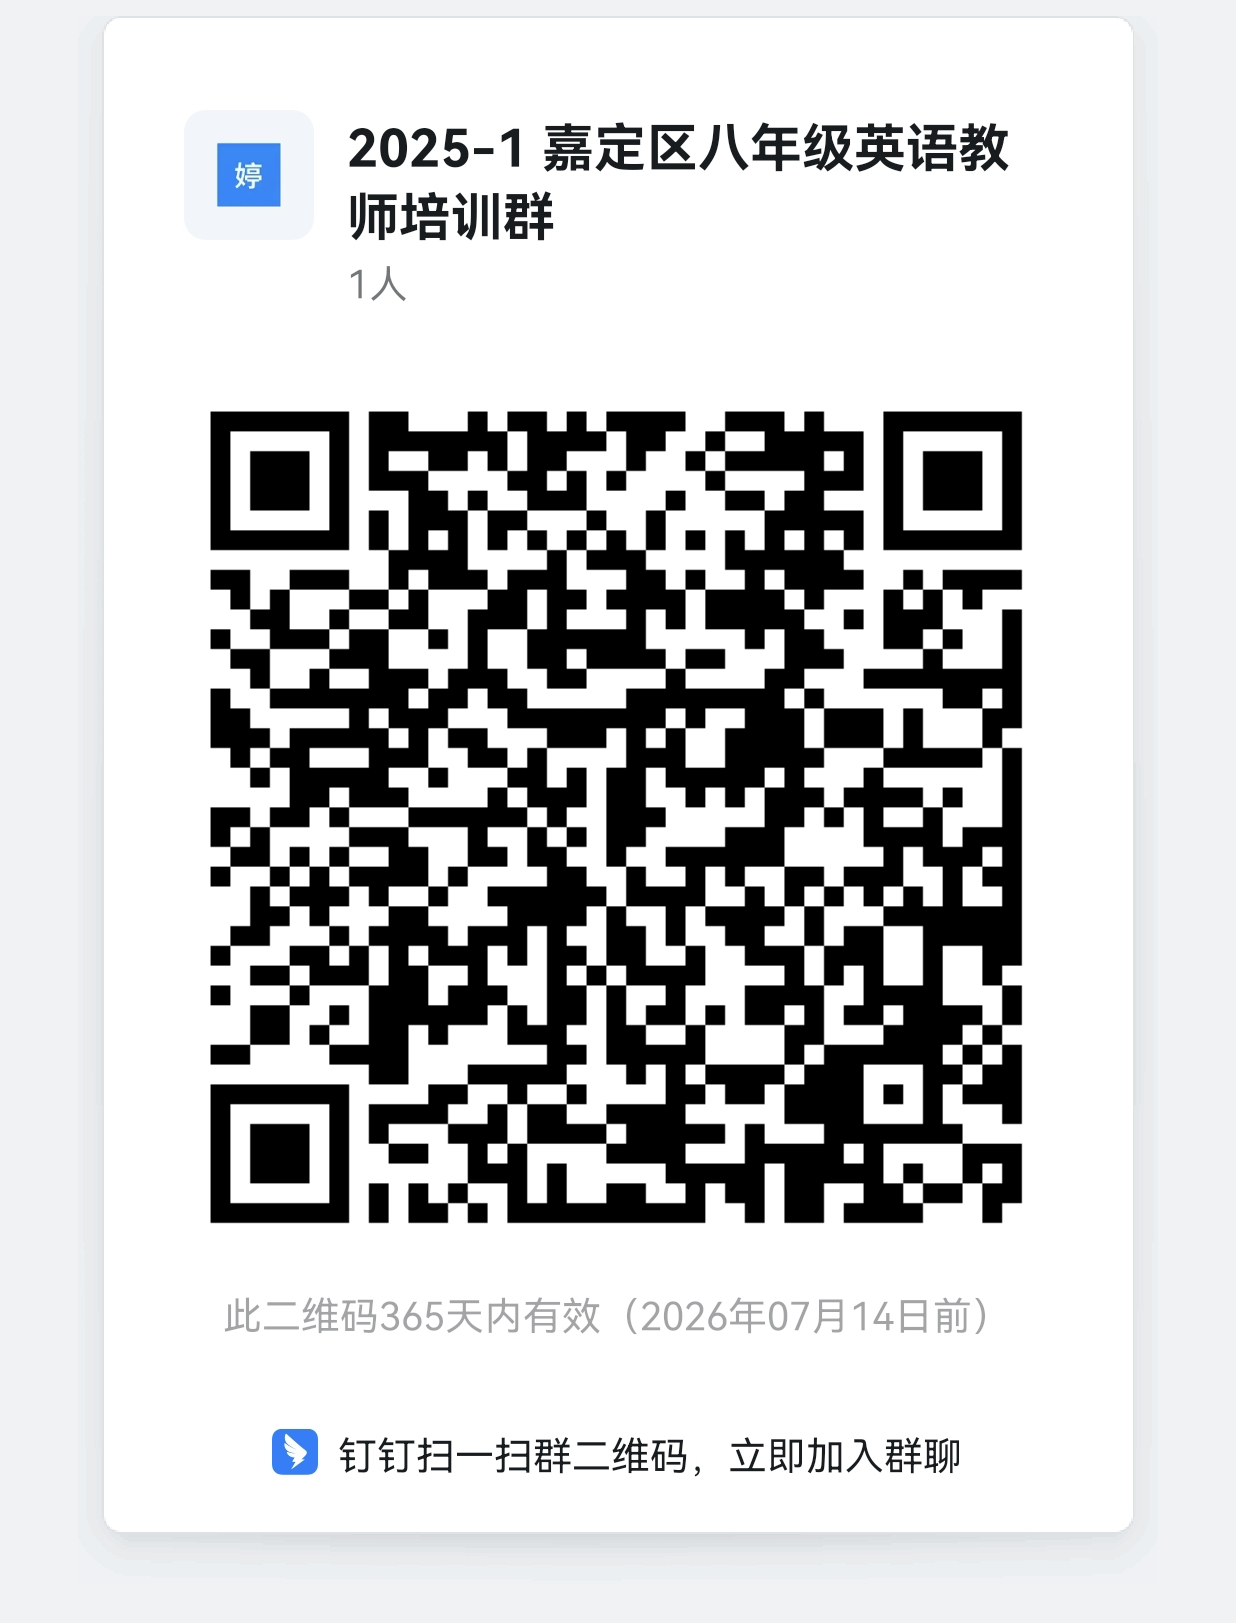 婷
2025-1 嘉定区八年级英语教
师培训群
1人
此二维码365天内有效（2026年07月14日前）
钉钉扫一扫群二维码，立即加入群聊